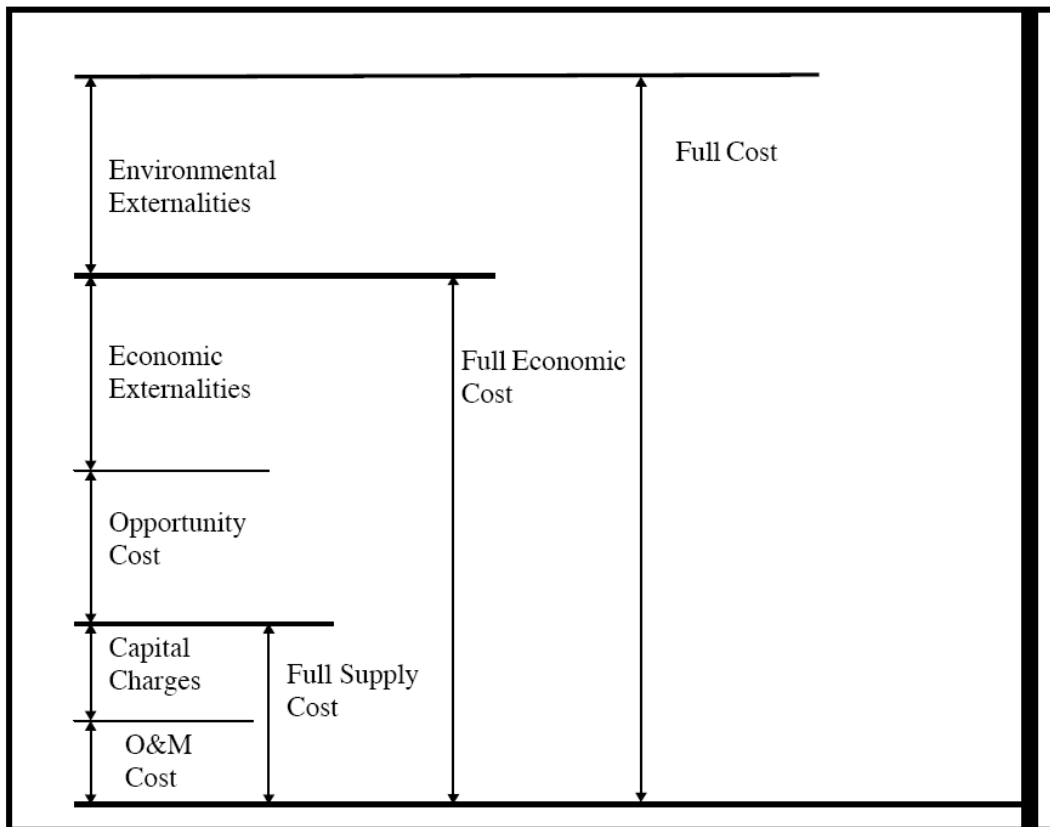 Environmental
Externalities
Full Cost
Economic
Externalities
Full Economic
Cost
Opportunity
Cost
Capital
Charges
Full Supply
Cost
O&M
Cost